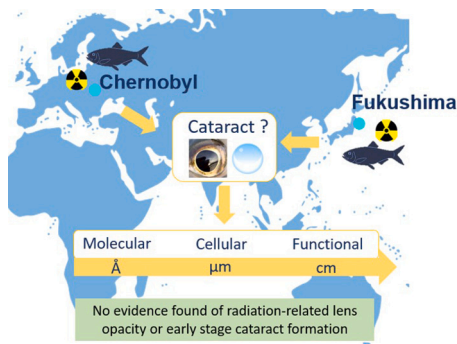 Chernobyl
Fukushima
Cataract ?
Molecular Cellular Functional
Å µm cm
No evidence found of radiation-related lens
opacity or early stage cataract formation